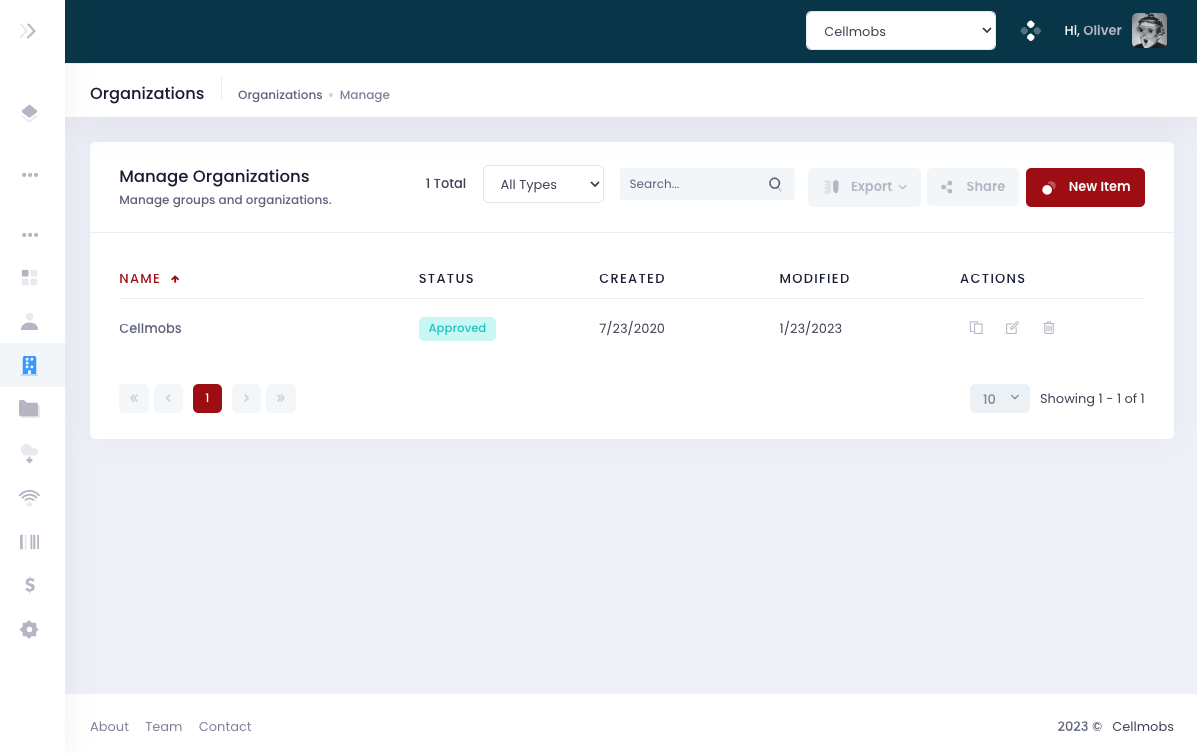 Cellmobs
Hi, Oliver
Organizations
Organizations • Manage
Manage Organizations
Manage groups and organizations.
1 Total
All Types
Search...
Export
Share
New Item
NAME STATUS CREATED MODIFIED ACTIONS
Cellmobs Approved 7/23/2020 1/23/2023
« ‹ 1 › »
10 Showing 1 - 1 of 1
About Team Contact
2023 © Cellmobs